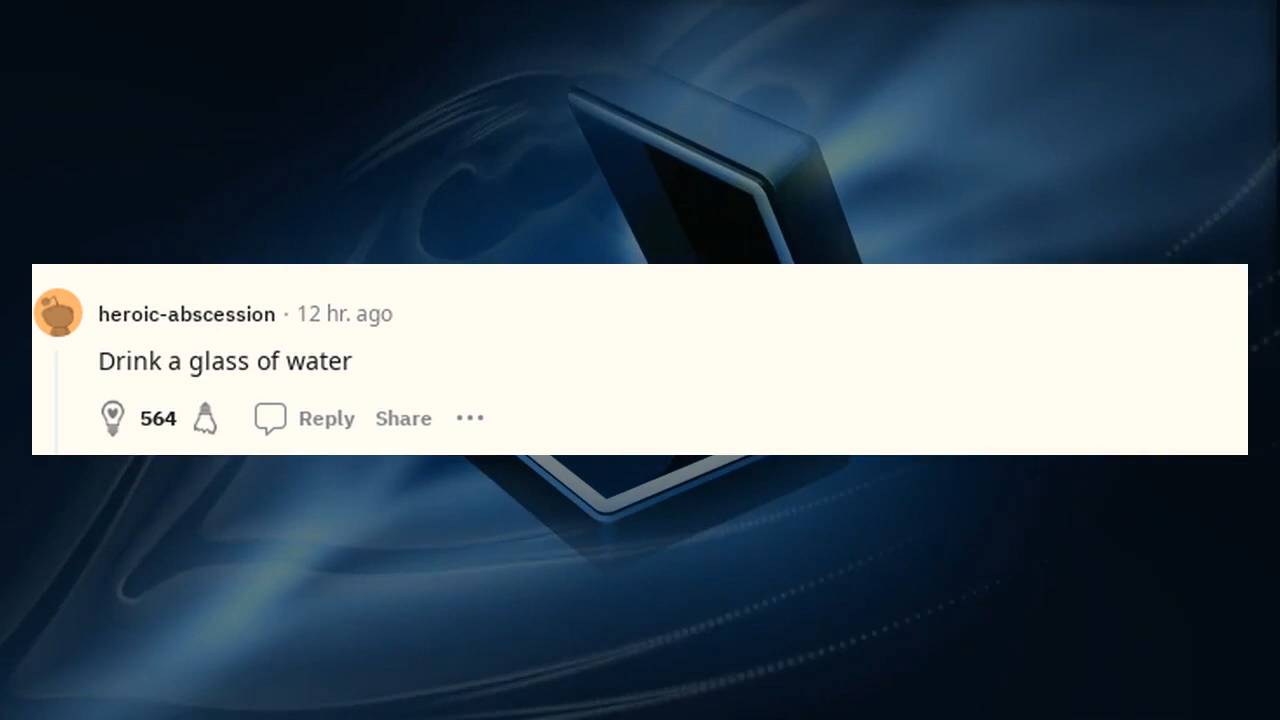 heroic-abscession · 12 hr. ago
Drink a glass of water
564 Reply Share ···